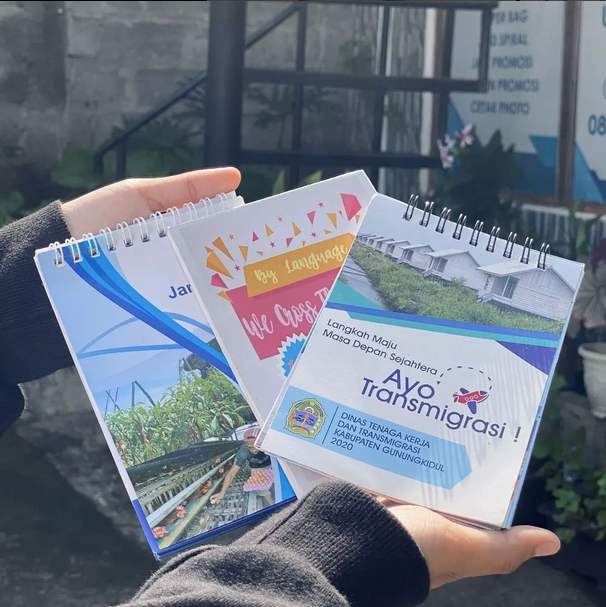 PER BAG
SPIRAL
PROMOSI
PROMOSI
CETAK PHOTO
08
Jar
By Language
We Cross
Langkah Maju
Masa Depan Sejahtera
Ayo
Transmigrasi !
DINAS TENAGA KERJA
DAN TRANSMIGRASI
KABUPATEN GUNUNGKIDUL
2020